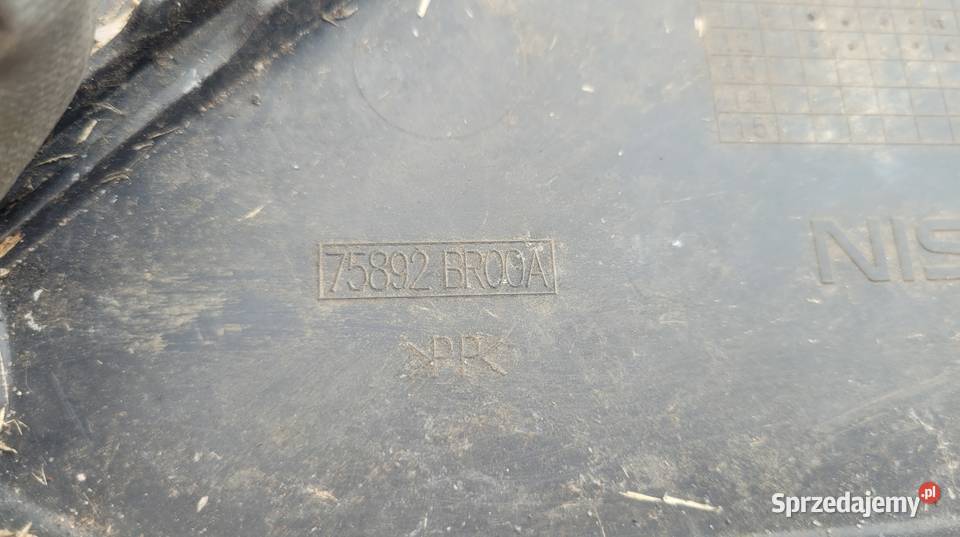 75892 BR00A
>PP<
NIS
Sprzedajemy.pl